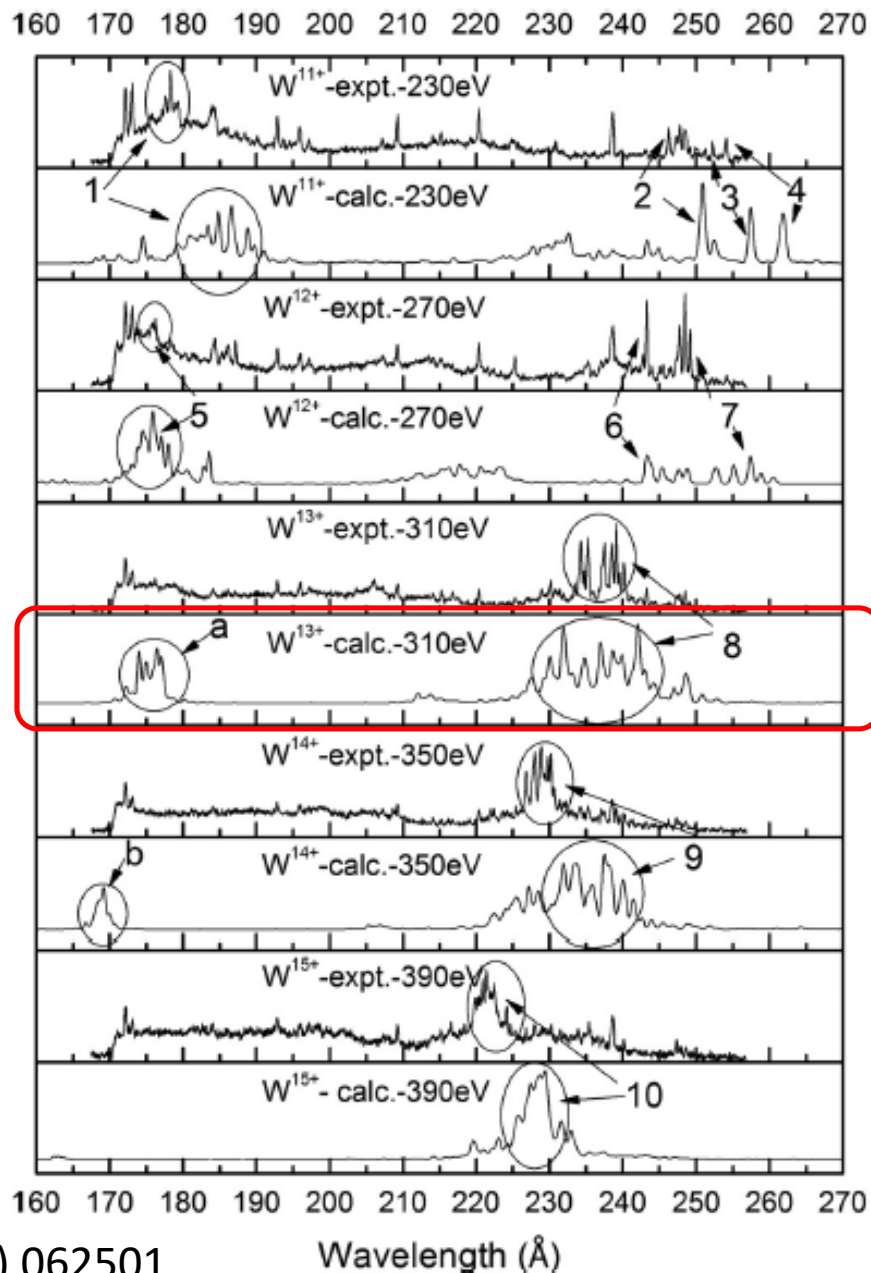 160 170 180 190 200 210 220 230 240 250 260 270
W11+-expt.-230eV
1
W11+-calc.-230eV
2
3
4
W12+-expt.-270eV
5
W12+-calc.-270eV
6
7
W13+-expt.-310eV
a
W13+-calc.-310eV
8
W14+-expt.-350eV
b
W14+-calc.-350eV
9
W15+-expt.-390eV
W15+- calc.-390eV
10
160 170 180 190 200 210 220 230 240 250 260 270
) 062501
Wavelength (Å)